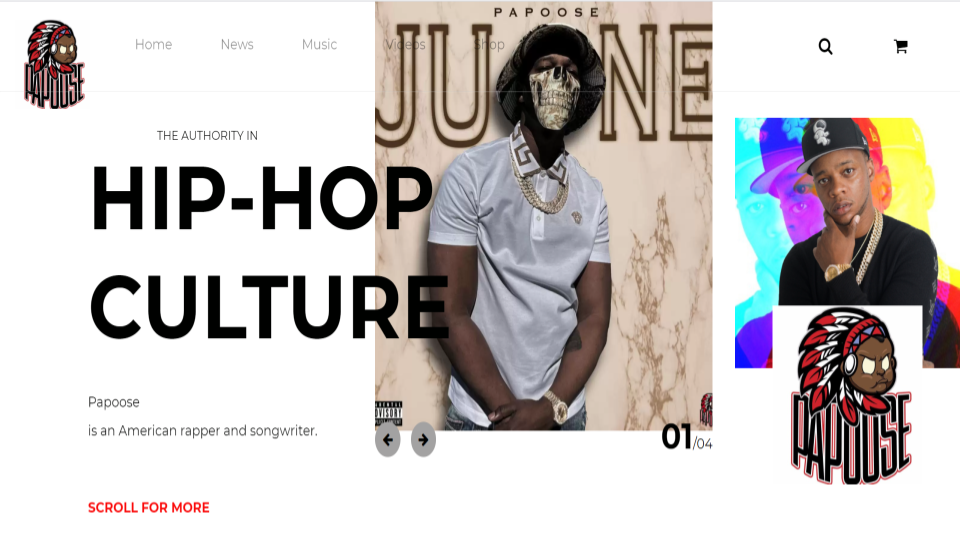 PAPOOSE
Home News Music Videos Shop
PAPOOSE
JUNE
THE AUTHORITY IN
HIP-HOP
CULTURE
Papoose
is an American rapper and songwriter.
01/04
SCROLL FOR MORE
PAPOOSE